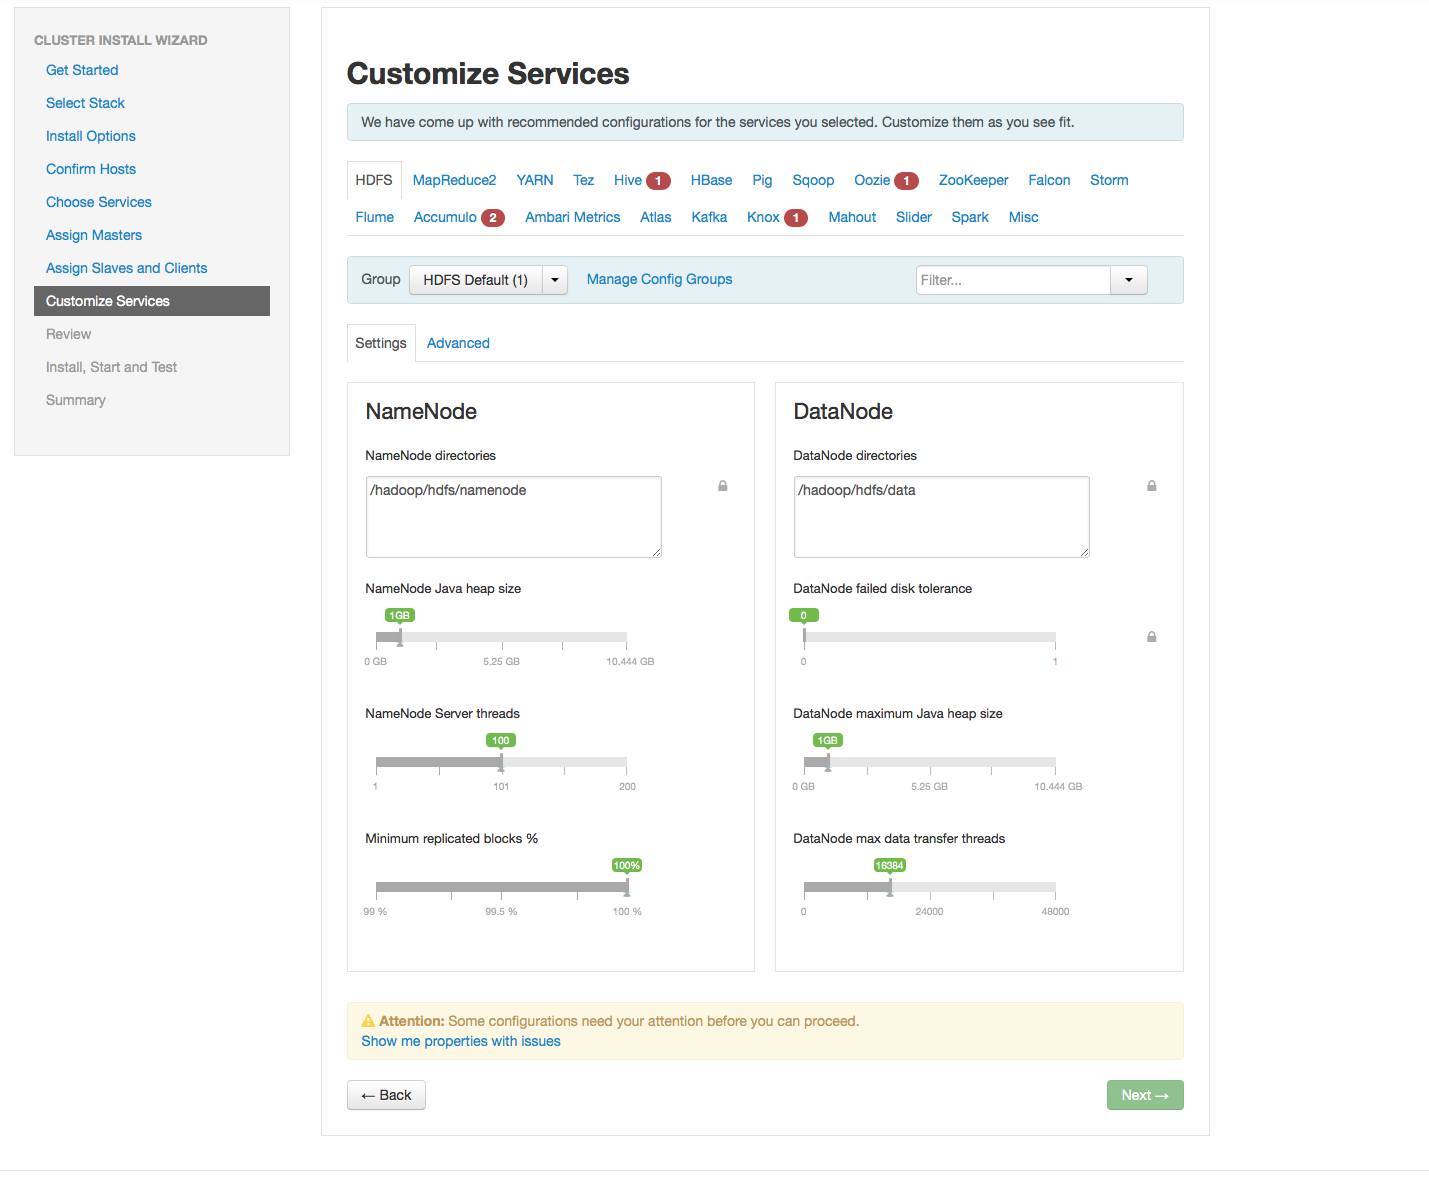 CLUSTER INSTALL WIZARD
Get Started
Select Stack
Install Options
Confirm Hosts
Choose Services
Assign Masters
Assign Slaves and Clients
Customize Services
Review
Install, Start and Test
Summary
Customize Services
We have come up with recommended configurations for the services you selected. Customize them as you see fit.
HDFS MapReduce2 YARN Tez Hive 1 HBase Pig Sqoop Oozie 1 ZooKeeper Falcon Storm
Flume Accumulo 2 Ambari Metrics Atlas Kafka Knox 1 Mahout Slider Spark Misc
Group HDFS Default (1) Manage Config Groups Filter...
Settings Advanced
NameNode
NameNode directories
/hadoop/hdfs/namenode
NameNode Java heap size
1GB
0 GB 5.25 GB 10.444 GB
NameNode Server threads
100
1 101 200
Minimum replicated blocks %
100%
99 % 99.5 % 100 %
DataNode
DataNode directories
/hadoop/hdfs/data
DataNode failed disk tolerance
0
0 1
DataNode maximum Java heap size
1GB
0 GB 5.25 GB 10.444 GB
DataNode max data transfer threads
16384
0 24000 48000
Attention: Some configurations need your attention before you can proceed.
Show me properties with issues
← Back
Next →